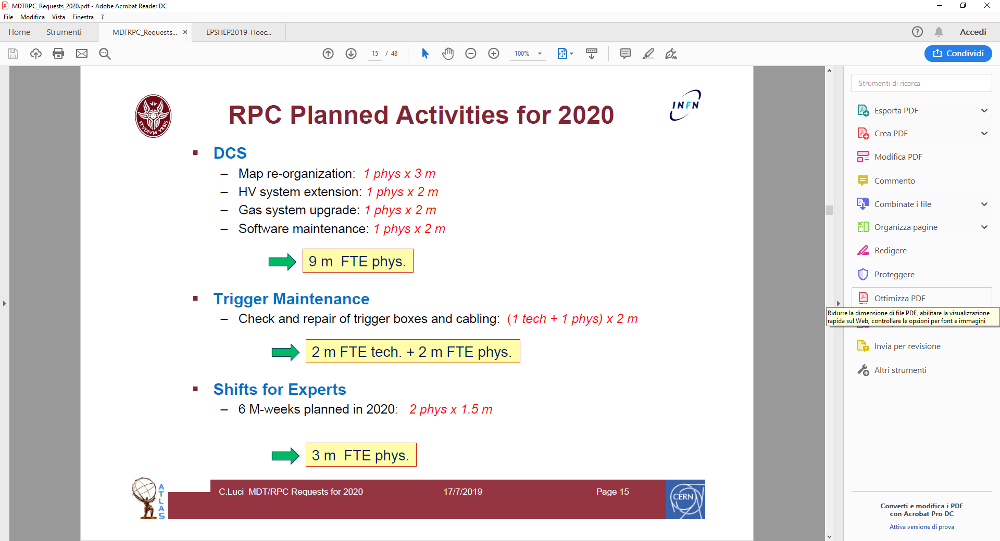 MDTRPC_Requests_2020.pdf - Adobe Acrobat Reader DC
File Modifica Vista Finestra ?
Home Strumenti MDTRPC_Requests... × EPSHEP2019-Hoec... Accedi
15 / 48 100% Condividi
RPC Planned Activities for 2020
STVDIVM VRBIS
INFN
▪ DCS
– Map re-organization: 1 phys x 3 m
– HV system extension: 1 phys x 2 m
– Gas system upgrade: 1 phys x 2 m
– Software maintenance: 1 phys x 2 m
9 m FTE phys.
▪ Trigger Maintenance
– Check and repair of trigger boxes and cabling: (1 tech + 1 phys) x 2 m
2 m FTE tech. + 2 m FTE phys.
▪ Shifts for Experts
– 6 M-weeks planned in 2020: 2 phys x 1.5 m
3 m FTE phys.
ATLAS
C.Luci MDT/RPC Requests for 2020 17/7/2019 Page 15
CERN
Strumenti di ricerca
Esporta PDF
Crea PDF
Modifica PDF
Commento
Combinate i file
Organizza pagine
Redigere
Proteggere
Ottimizza PDF
Ridurre la dimensione di file PDF, abilitare la visualizzazione
rapida sul Web, controllare le opzioni per font e immagini
Invia per revisione
Altri strumenti
Converti e modifica i PDF
con Acrobat Pro DC
Attiva versione di prova